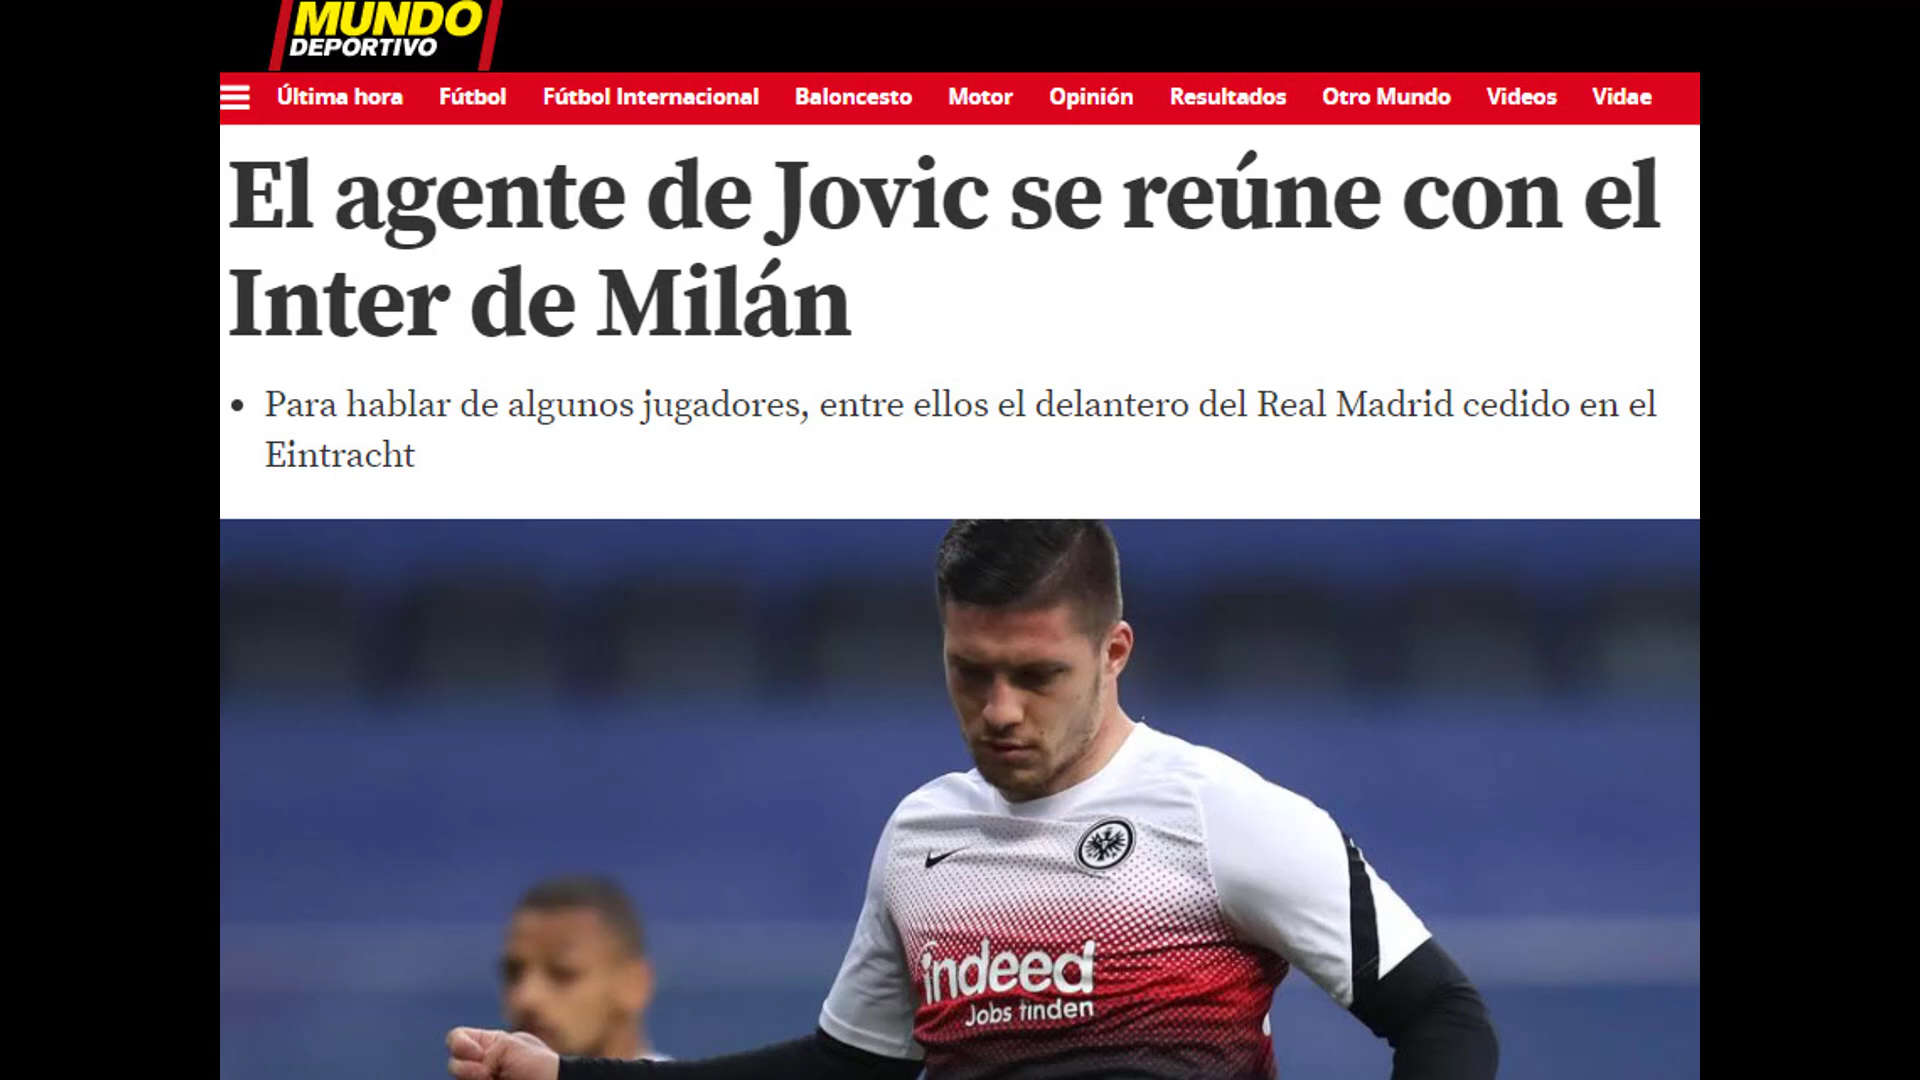 MUNDO
DEPORTIVO
Última hora Fútbol Fútbol Internacional Baloncesto Motor Opinión Resultados Otro Mundo Videos Vidae
El agente de Jovic se reúne con el
Inter de Milán
• Para hablar de algunos jugadores, entre ellos el delantero del Real Madrid cedido en el
Eintracht
indeed
Jobs finden